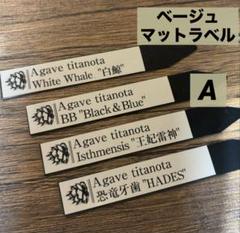 ベージュ
マットラベル
A
Agave titanota
White Whale "白鯨"
Agave titanota
BB "Black & Blue"
Agave titanota
Isthmensis "王妃雷神"
Agave titanota
恐竜牙歯 "HADES"